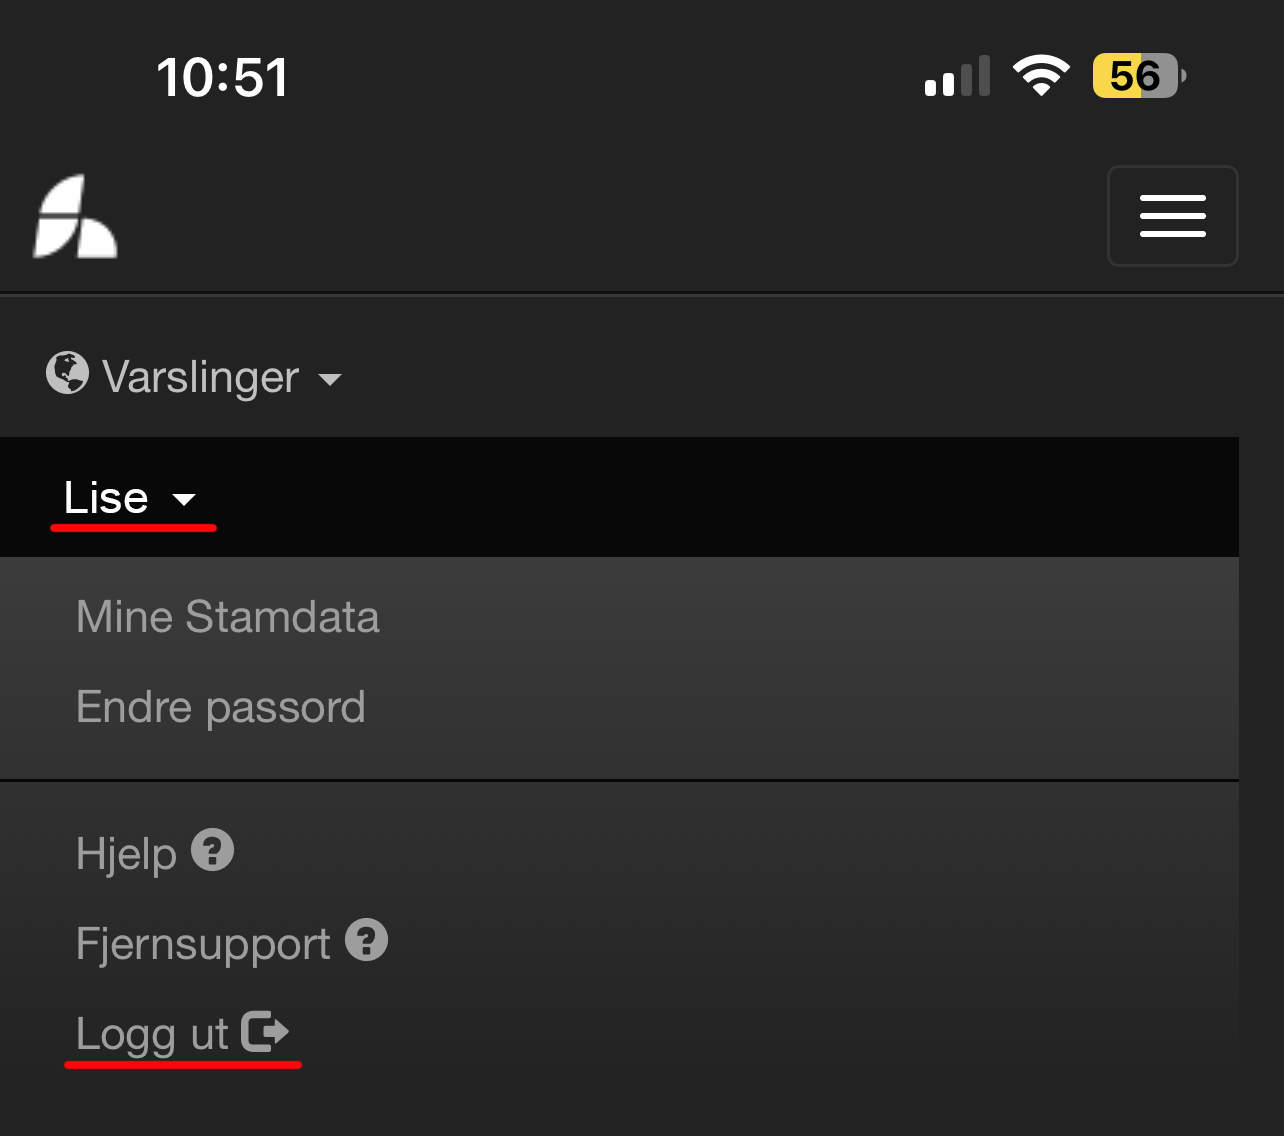 10:51
56
Varslinger
Lise
Mine Stamdata
Endre passord
Hjelp
Fjernsupport
Logg ut